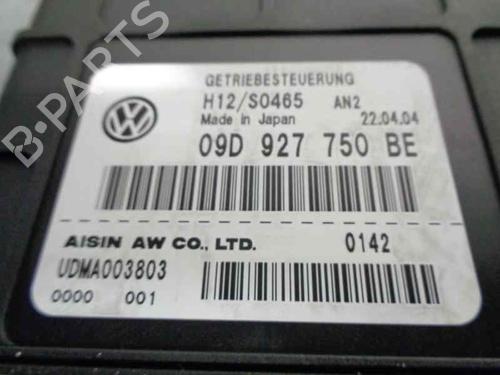 B-PARTS
GETRIEBESTEUERUNG
H12/S0465 AN2
Made in Japan 22.04.04
09D 927 750 BE
AISIN AW CO., LTD. 0142
UDMA003803
0000 001